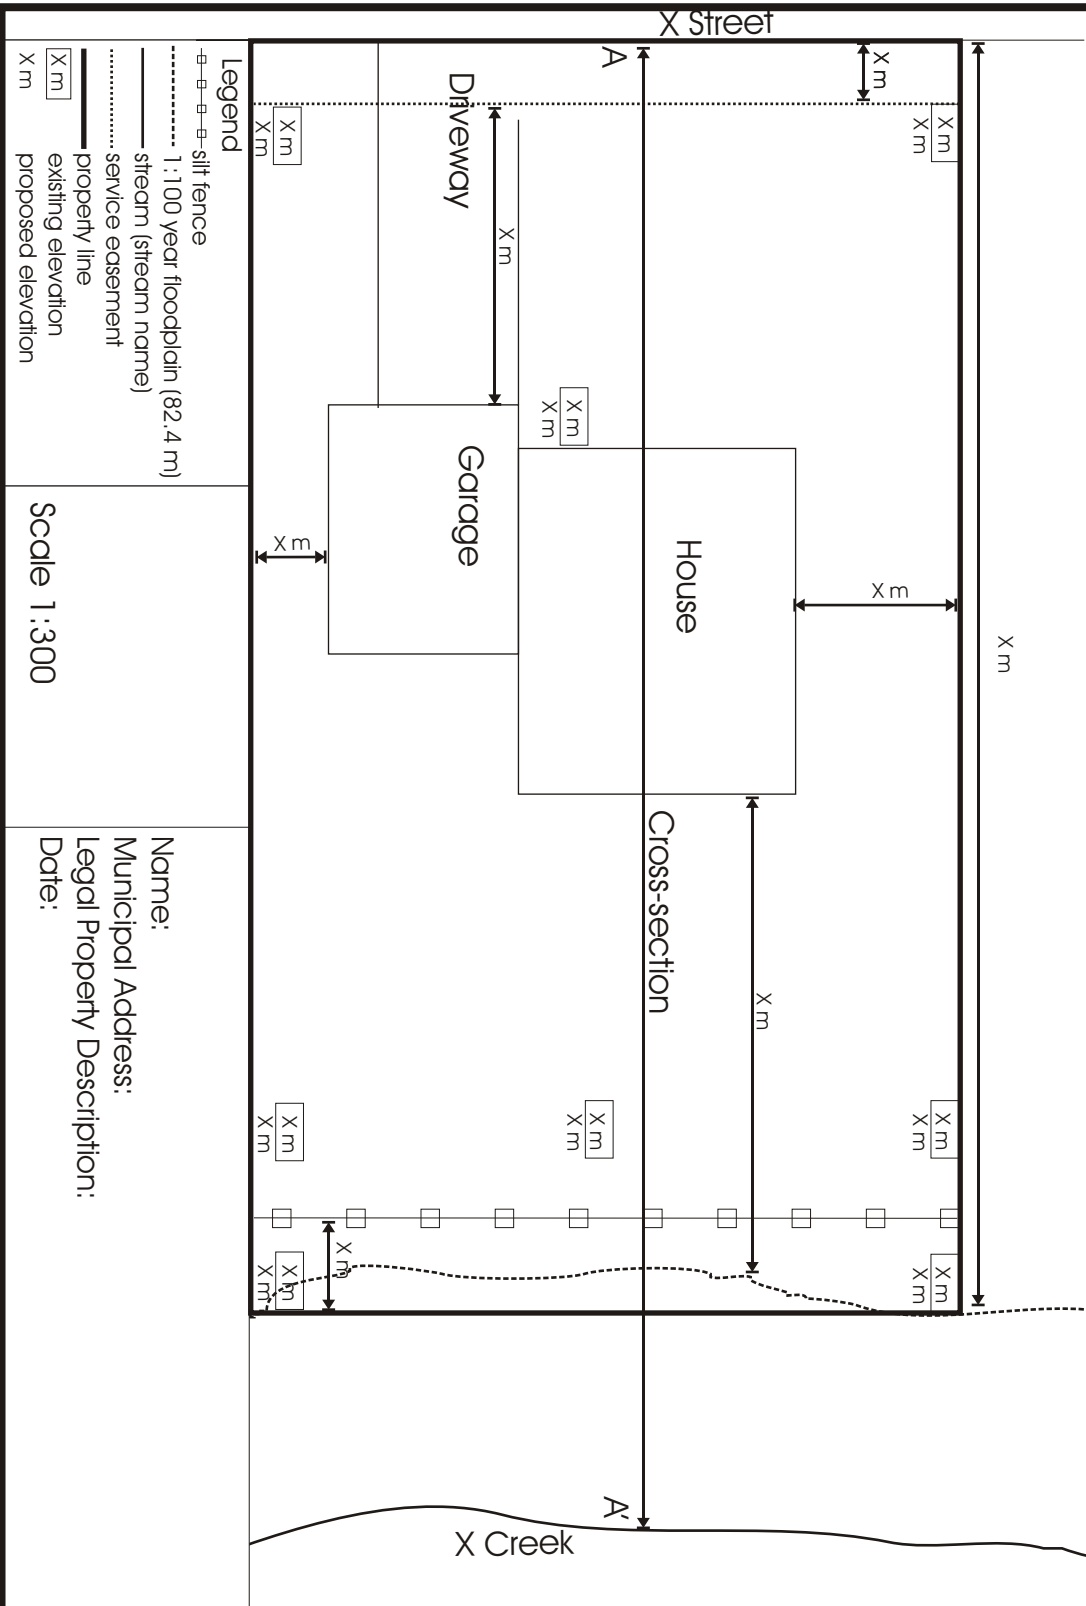 X Street
A
X m
X m
X m
X m
X m
Driveway
X m
X m
X m
X m
Garage
House
X m
X m
X m
Cross-section
X m
X m
X m
X m
X m
X m
X m
X m
X m
X m
X m
X m
A'
X Creek
Legend
silt fence
1:100 year floodplain (82.4 m)
stream (stream name)
service easement
property line
X m existing elevation
X m proposed elevation
Scale 1:300
Name:
Municipal Address:
Legal Property Description:
Date: